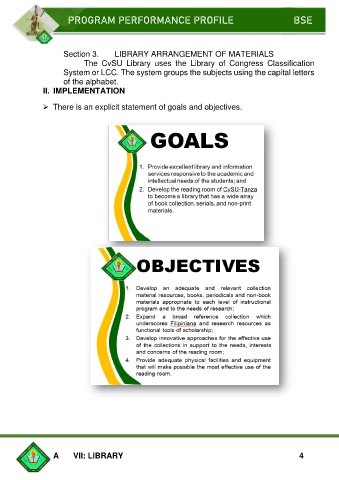 PROGRAM PERFORMANCE PROFILE BSE
Section 3. LIBRARY ARRANGEMENT OF MATERIALS
The CvSU Library uses the Library of Congress Classification
System or LCC. The system groups the subjects using the capital letters
of the alphabet.
II. IMPLEMENTATION
➢ There is an explicit statement of goals and objectives.
GOALS
1. Provide excellent library and information
services responsive to the academic and
intellectual needs of the students; and
2. Develop the reading room of CvSU-Tanza
to become a library that has a wide array
of book collection, serials, and non-print
materials.
OBJECTIVES
1. Develop an adequate and relevant collection
material resources, books, periodicals and non-book
materials appropriate to each level of instructional
program and to the needs of research;
2. Expand a broad reference collection which
underscores Filipiniana and research resources as
functional tools of scholarship;
3. Develop innovative approaches for the effective use
of the collections in support to the needs, interests
and concerns of the reading room;
4. Provide adequate physical facilities and equipment
that will make possible the most effective use of the
reading room.
A VII: LIBRARY 4